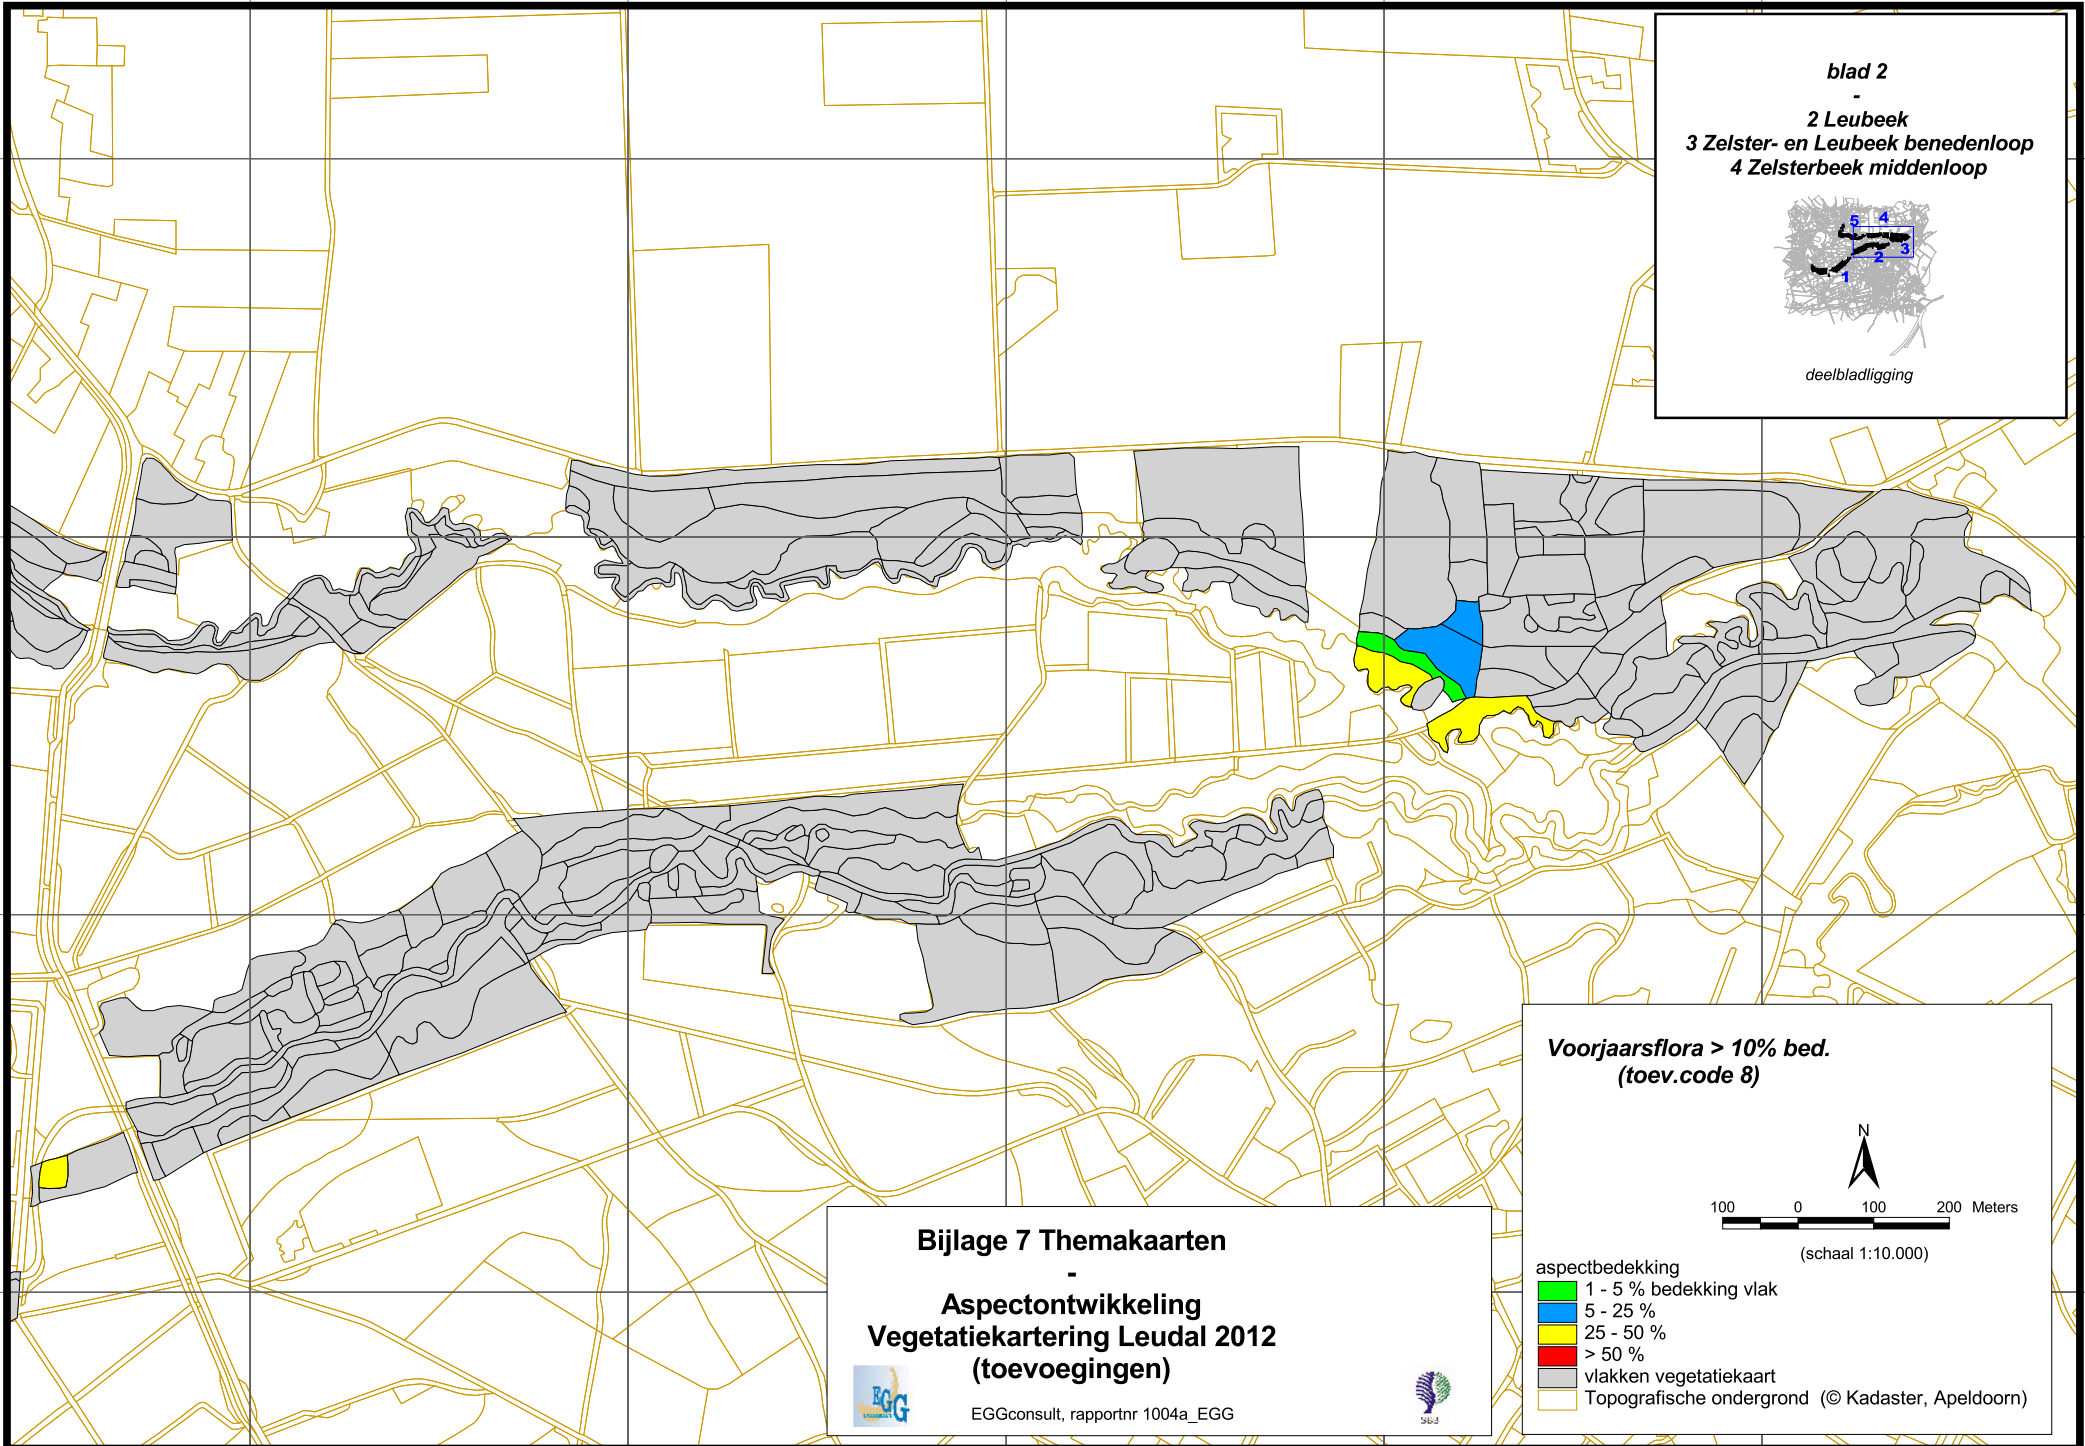 blad 2
-
2 Leubeek
3 Zelster- en Leubeek benedenloop
4 Zelsterbeek middenloop
5
4
3
2
1
deelbladligging
Voorjaarsflora > 10% bed.
(toev.code 8)
N
100 0 100 200 Meters
(schaal 1:10.000)
aspectbedekking
1 - 5 % bedekking vlak
5 - 25 %
25 - 50 %
> 50 %
vlakken vegetatiekaart
Topografische ondergrond (© Kadaster, Apeldoorn)
Bijlage 7 Themakaarten
-
Aspectontwikkeling
Vegetatiekartering Leudal 2012
(toevoegingen)
EGG
EGGconsult, rapportnr 1004a_EGG